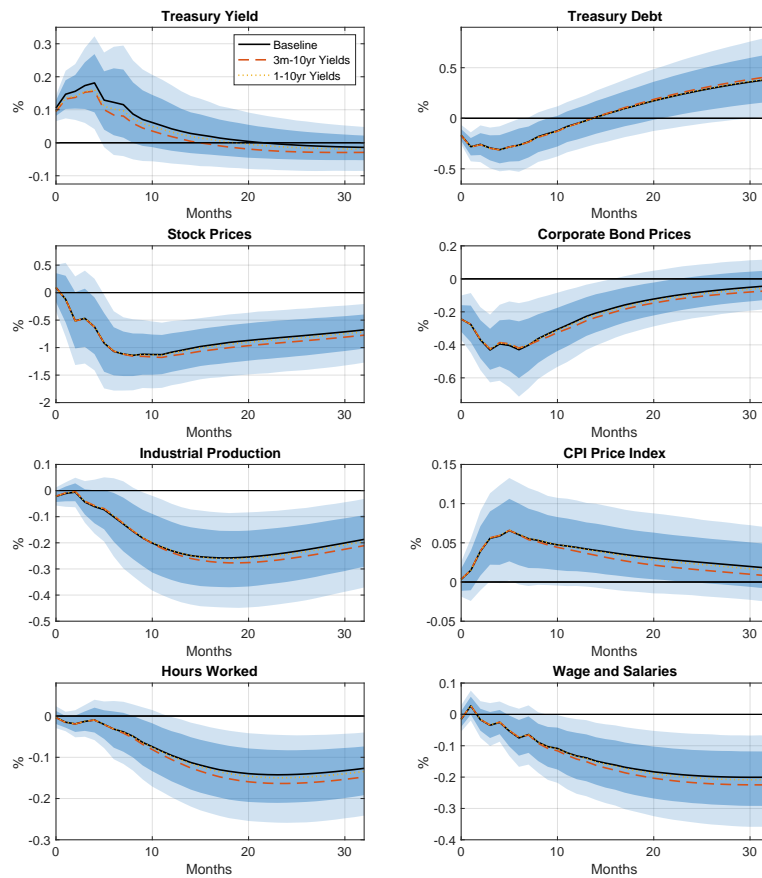 Treasury Yield
0.3
0.2
0.1
0
-0.1
%
0 10 20 30
Months
Baseline
3m-10yr Yields
1-10yr Yields
Treasury Debt
0.5
0
-0.5
%
0 10 20 30
Months
Stock Prices
0.5
0
-0.5
-1
-1.5
-2
%
0 10 20 30
Months
Corporate Bond Prices
0.2
0
-0.2
-0.4
-0.6
%
0 10 20 30
Months
Industrial Production
0.1
0
-0.1
-0.2
-0.3
-0.4
-0.5
%
0 10 20 30
Months
CPI Price Index
0.15
0.1
0.05
0
-0.05
%
0 10 20 30
Months
Hours Worked
0
-0.1
-0.2
-0.3
%
0 10 20 30
Months
Wage and Salaries
0.1
0
-0.1
-0.2
-0.3
-0.4
%
0 10 20 30
Months